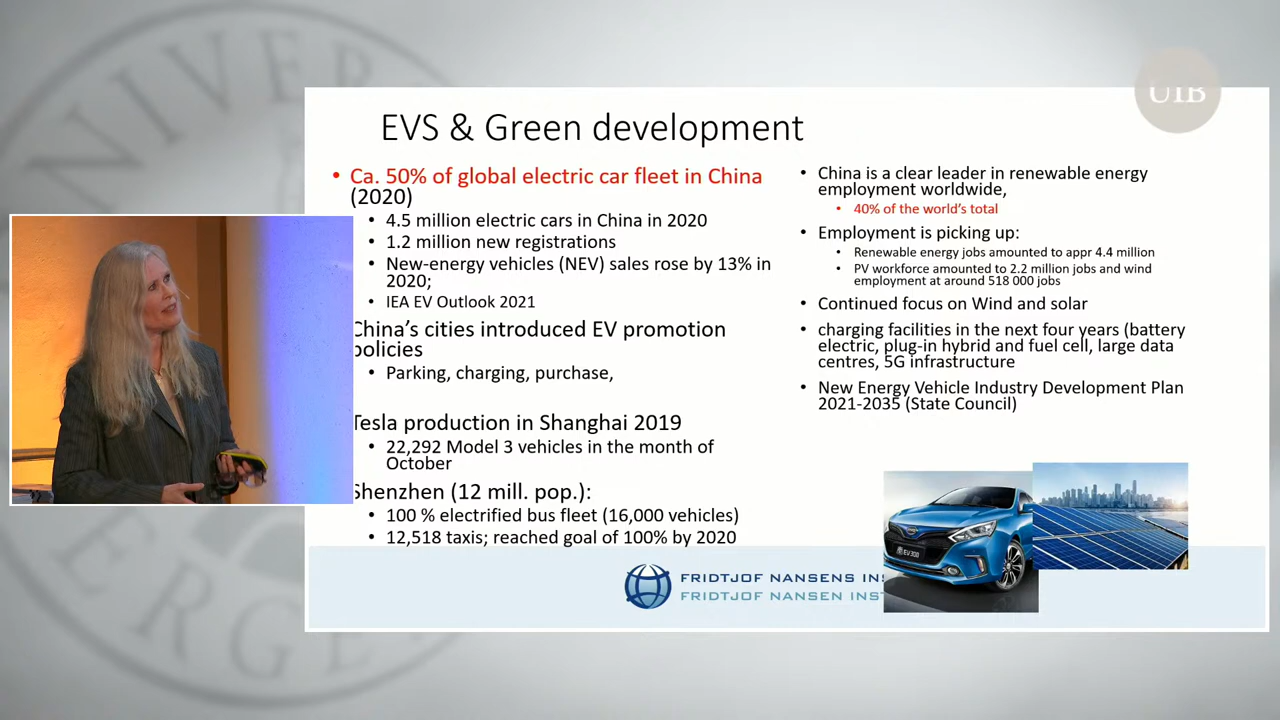 UIB
EVS & Green development
• Ca. 50% of global electric car fleet in China
(2020)
• 4.5 million electric cars in China in 2020
• 1.2 million new registrations
• New-energy vehicles (NEV) sales rose by 13% in
2020;
• IEA EV Outlook 2021
China's cities introduced EV promotion
policies
• Parking, charging, purchase,
Tesla production in Shanghai 2019
• 22,292 Model 3 vehicles in the month of
October
Shenzhen (12 mill. pop.):
• 100 % electrified bus fleet (16,000 vehicles)
• 12,518 taxis; reached goal of 100% by 2020
• China is a clear leader in renewable energy
employment worldwide,
• 40% of the world's total
• Employment is picking up:
• Renewable energy jobs amounted to appr 4.4 million
• PV workforce amounted to 2.2 million jobs and wind
employment at around 518 000 jobs
• Continued focus on Wind and solar
• charging facilities in the next four years (battery
electric, plug-in hybrid and fuel cell, large data
centres, 5G infrastructure
• New Energy Vehicle Industry Development Plan
2021-2035 (State Council)
EV300
FRIDTJOF NANSENS INS
FRIDTJOF NANSEN INST
NIVER
ERGE